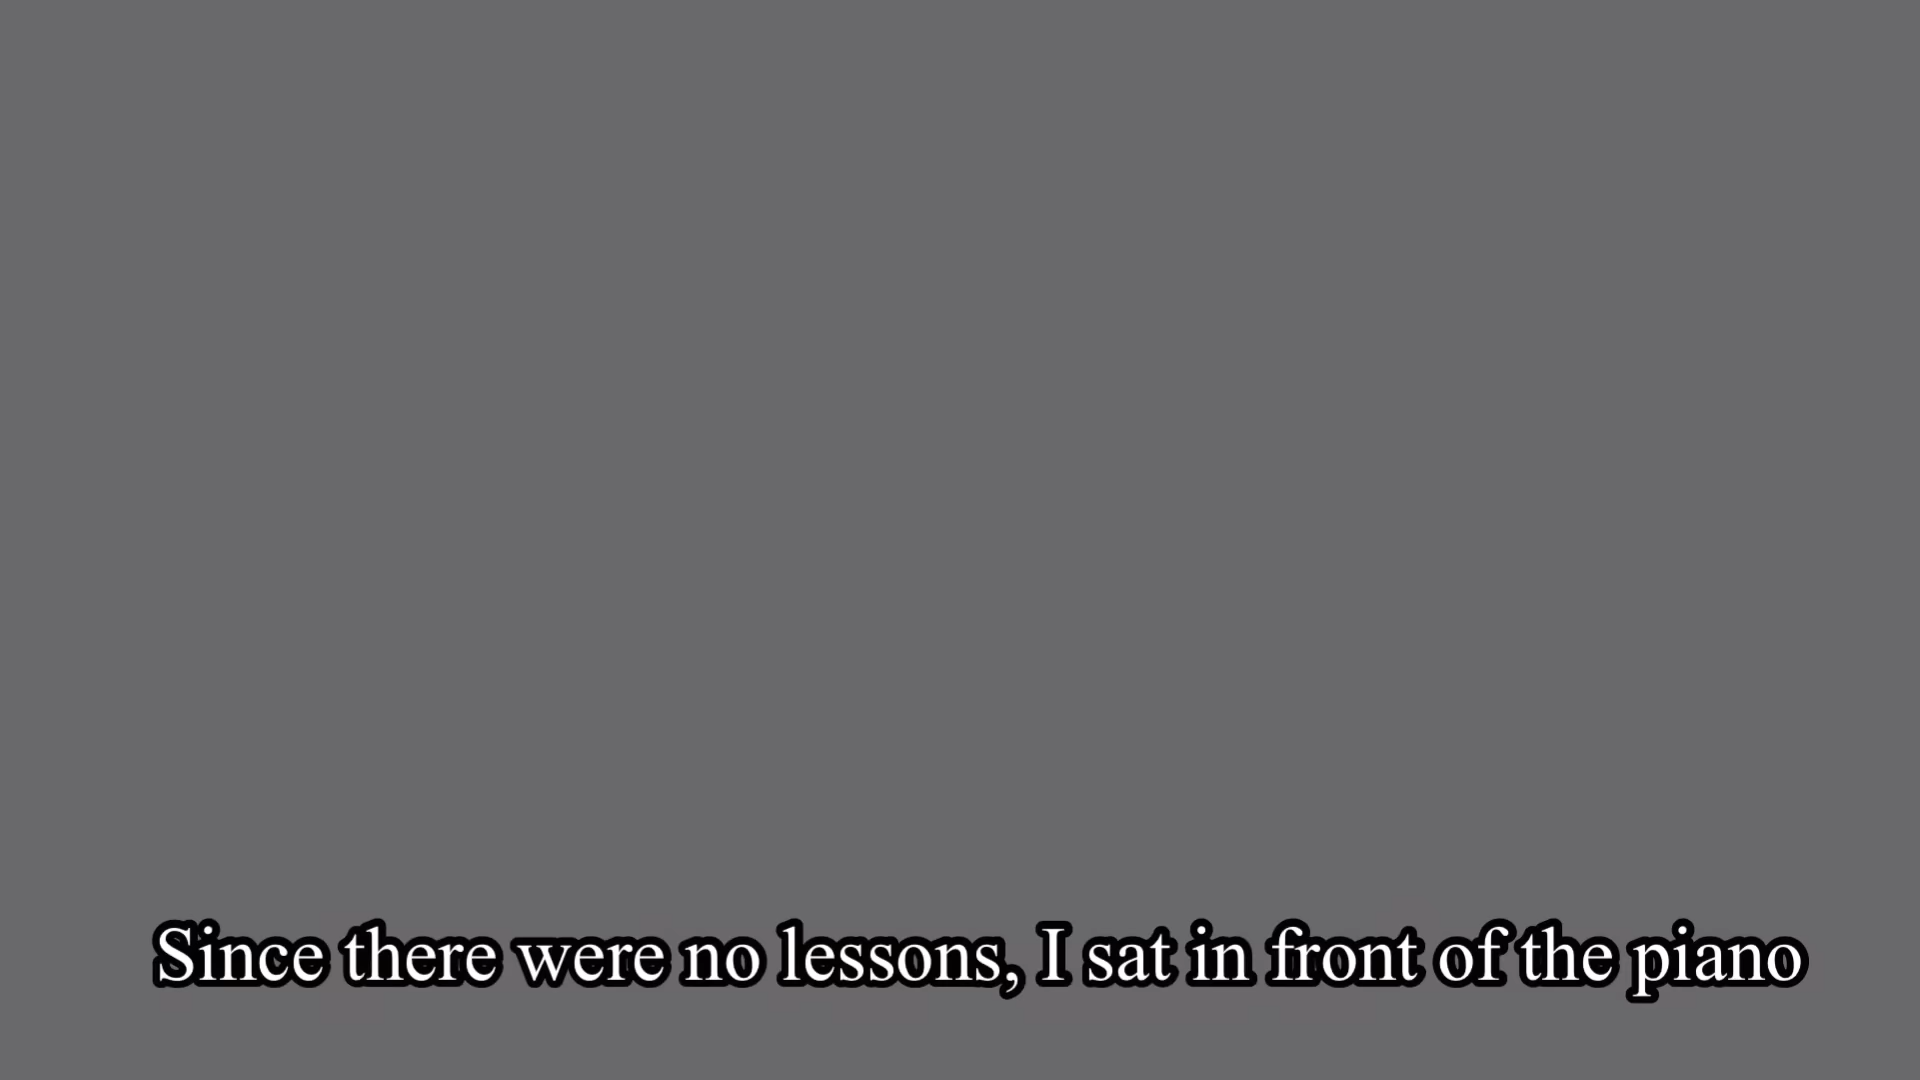 Since there were no lessons, I sat in front of the piano